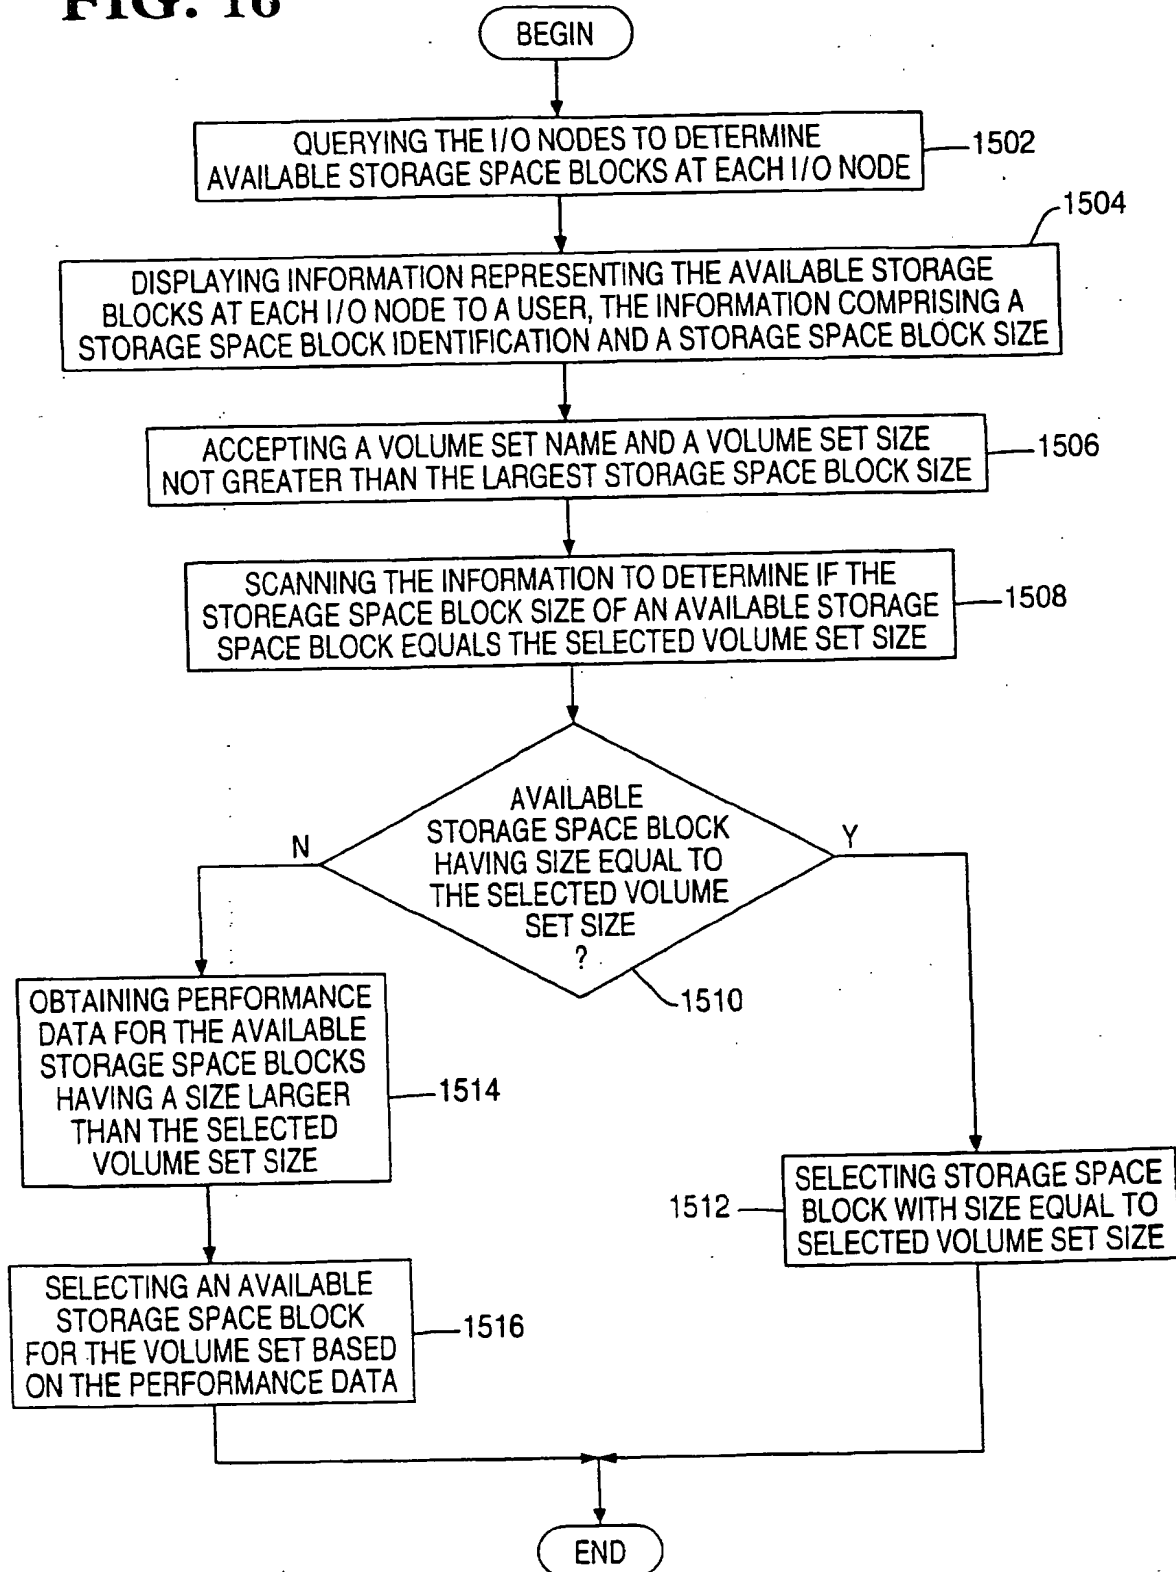 FIG. 16
BEGIN
QUERYING THE I/O NODES TO DETERMINE
AVAILABLE STORAGE SPACE BLOCKS AT EACH I/O NODE
1502
1504
DISPLAYING INFORMATION REPRESENTING THE AVAILABLE STORAGE
BLOCKS AT EACH I/O NODE TO A USER, THE INFORMATION COMPRISING A
STORAGE SPACE BLOCK IDENTIFICATION AND A STORAGE SPACE BLOCK SIZE
ACCEPTING A VOLUME SET NAME AND A VOLUME SET SIZE
NOT GREATER THAN THE LARGEST STORAGE SPACE BLOCK SIZE
1506
SCANNING THE INFORMATION TO DETERMINE IF THE
STOREAGE SPACE BLOCK SIZE OF AN AVAILABLE STORAGE
SPACE BLOCK EQUALS THE SELECTED VOLUME SET SIZE
1508
AVAILABLE
STORAGE SPACE BLOCK
HAVING SIZE EQUAL TO
THE SELECTED VOLUME
SET SIZE
?
N
Y
1510
OBTAINING PERFORMANCE
DATA FOR THE AVAILABLE
STORAGE SPACE BLOCKS
HAVING A SIZE LARGER
THAN THE SELECTED
VOLUME SET SIZE
1514
1512
SELECTING STORAGE SPACE
BLOCK WITH SIZE EQUAL TO
SELECTED VOLUME SET SIZE
SELECTING AN AVAILABLE
STORAGE SPACE BLOCK
FOR THE VOLUME SET BASED
ON THE PERFORMANCE DATA
1516
END